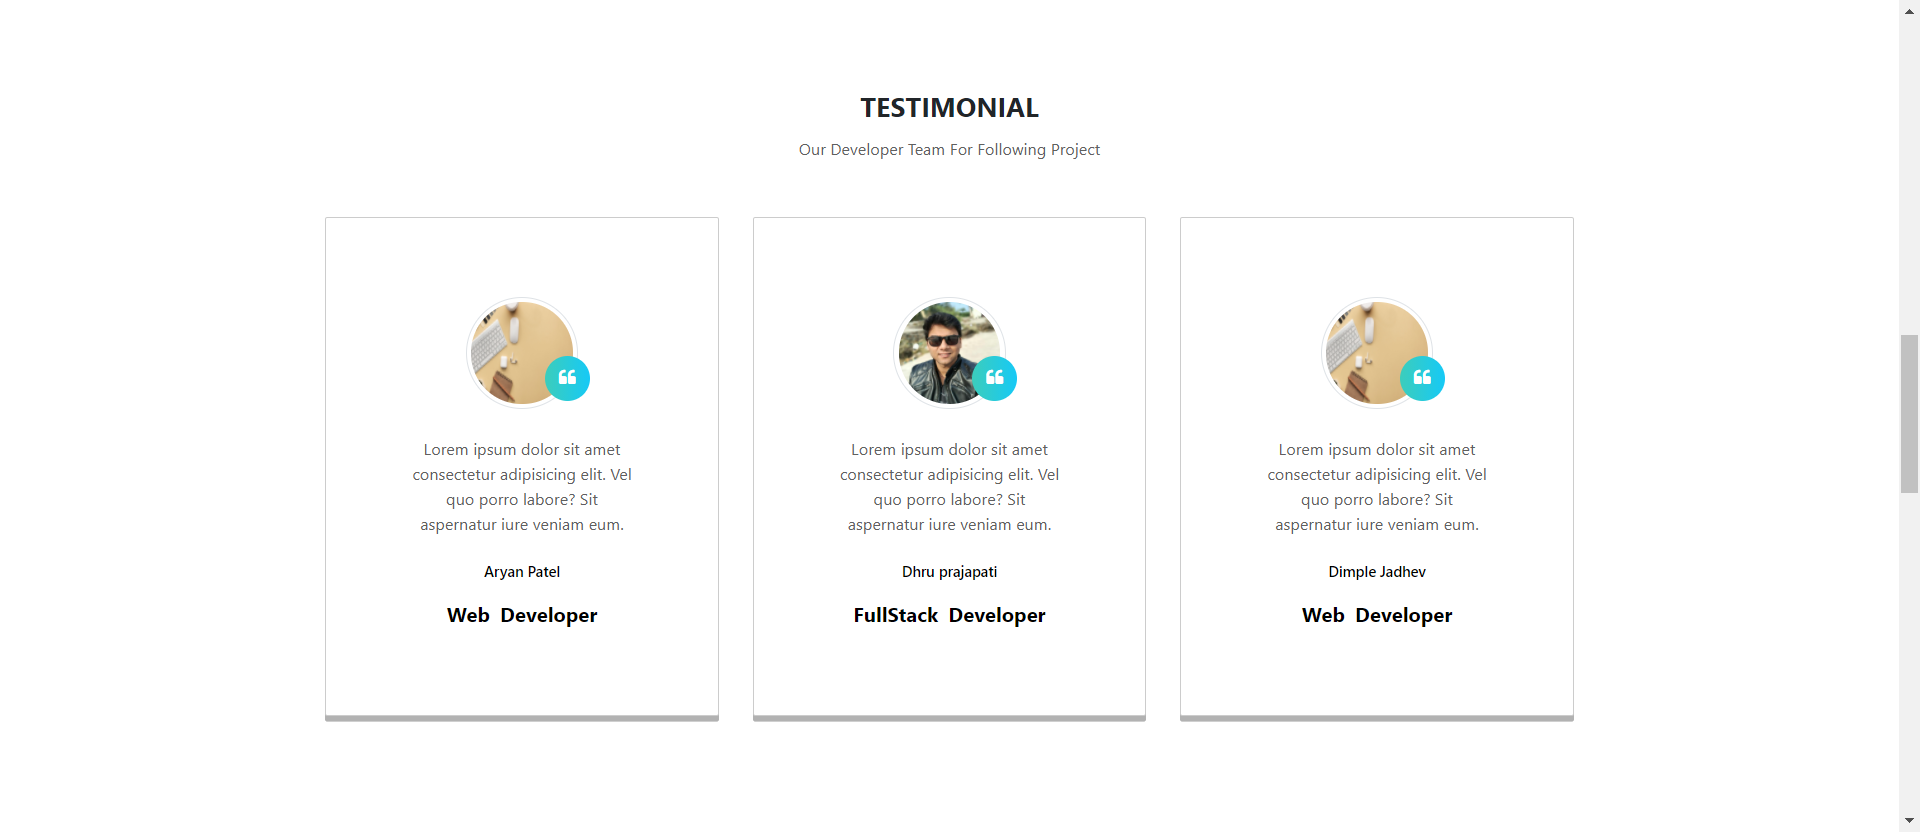 TESTIMONIAL
Our Developer Team For Following Project
Lorem ipsum dolor sit amet
consectetur adipisicing elit. Vel
quo porro labore? Sit
aspernatur iure veniam eum.
Aryan Patel
Web Developer
Lorem ipsum dolor sit amet
consectetur adipisicing elit. Vel
quo porro labore? Sit
aspernatur iure veniam eum.
Dhru prajapati
FullStack Developer
Lorem ipsum dolor sit amet
consectetur adipisicing elit. Vel
quo porro labore? Sit
aspernatur iure veniam eum.
Dimple Jadhev
Web Developer